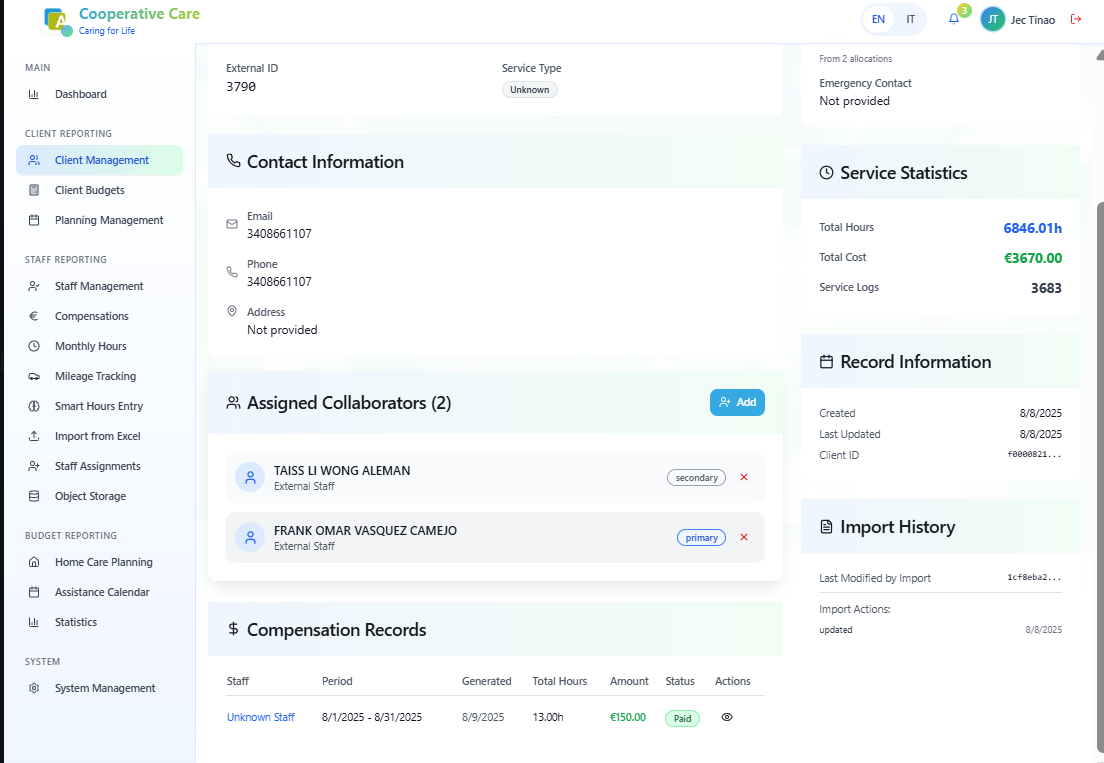 Cooperative Care
Caring for Life
EN IT
3
JT
Jec Tinao
MAIN
Dashboard
CLIENT REPORTING
Client Management
Client Budgets
Planning Management
STAFF REPORTING
Staff Management
Compensations
Monthly Hours
Mileage Tracking
Smart Hours Entry
Import from Excel
Staff Assignments
Object Storage
BUDGET REPORTING
Home Care Planning
Assistance Calendar
Statistics
SYSTEM
System Management
External ID
3790
Service Type
Unknown
Contact Information
Email
3408661107
Phone
3408661107
Address
Not provided
Assigned Collaborators (2)
Add
TAISS LI WONG ALEMAN
External Staff
secondary
FRANK OMAR VASQUEZ CAMEJO
External Staff
primary
Compensation Records
Staff Period Generated Total Hours Amount Status Actions
Unknown Staff 8/1/2025 - 8/31/2025 8/9/2025 13.00h €150.00 Paid
From 2 allocations
Emergency Contact
Not provided
Service Statistics
Total Hours 6846.01h
Total Cost €3670.00
Service Logs 3683
Record Information
Created 8/8/2025
Last Updated 8/8/2025
Client ID f0000821...
Import History
Last Modified by Import 1cf8eba2...
Import Actions:
updated 8/8/2025